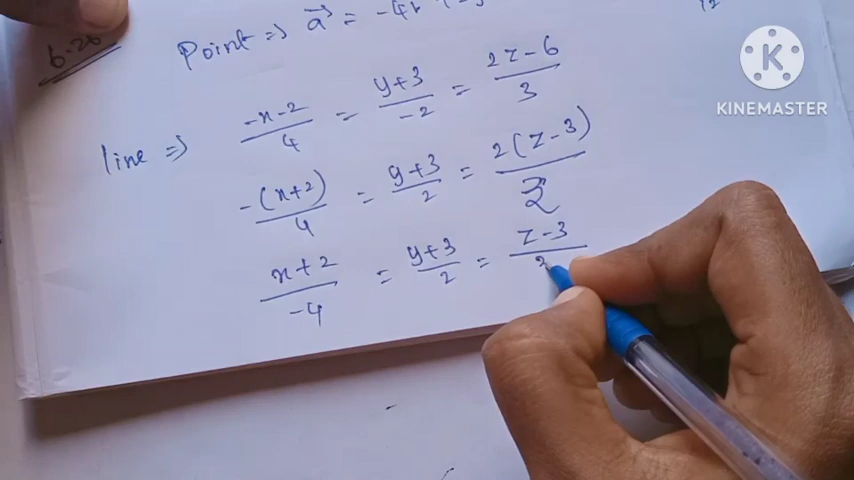 6.26
Point => a⃗ = -4
line => -x-2/4 = y+3/-2 = 2z-6/3
-(x+2)/4 = y+3/2 = 2(z-3)/3
x+2/-4 = y+3/2 = z-3/
KINEMASTER